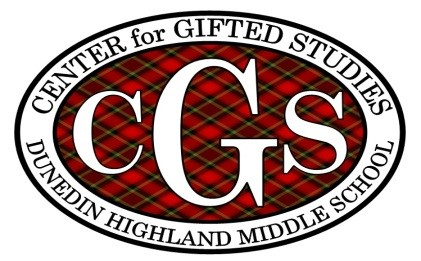 CENTER for GIFTED STUDIES
CGS
DUNEDIN HIGHLAND MIDDLE SCHOOL